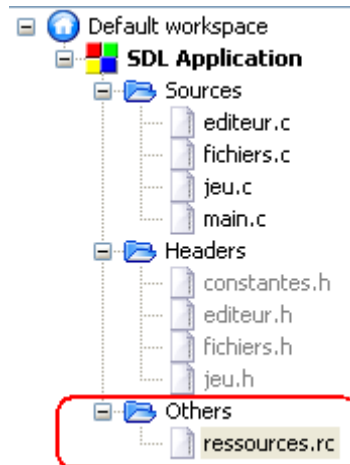 Default workspace
SDL Application
Sources
editeur.c
fichiers.c
jeu.c
main.c
Headers
constantes.h
editeur.h
fichiers.h
jeu.h
Others
ressources.rc